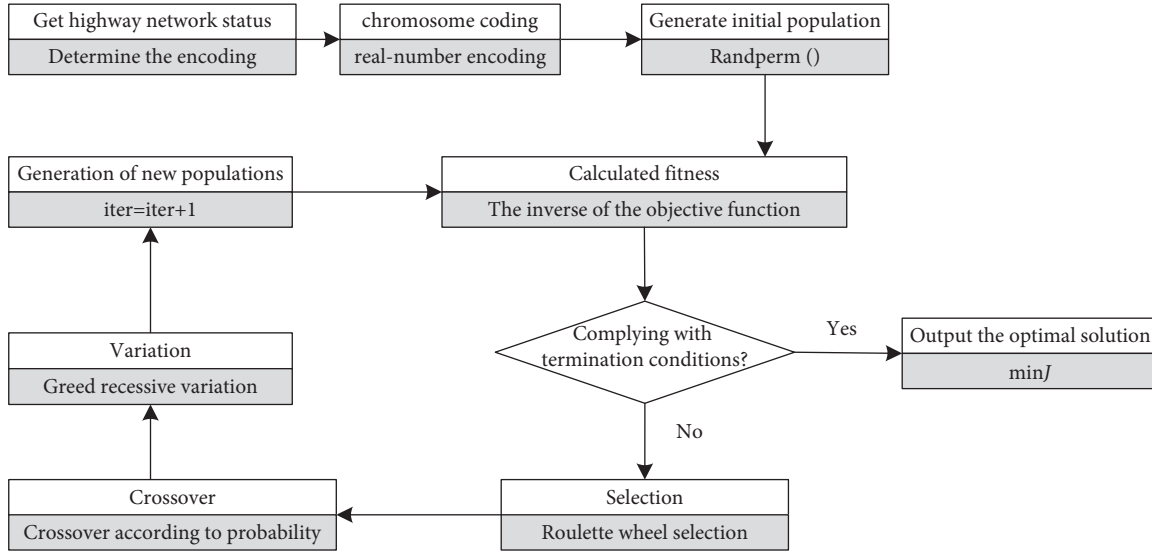 Get highway network status
Determine the encoding
chromosome coding
real-number encoding
Generate initial population
Randperm ()
Generation of new populations
iter=iter+1
Calculated fitness
The inverse of the objective function
Complying with
termination conditions?
Yes
Output the optimal solution
minJ
Variation
Greed recessive variation
No
Crossover
Crossover according to probability
Selection
Roulette wheel selection